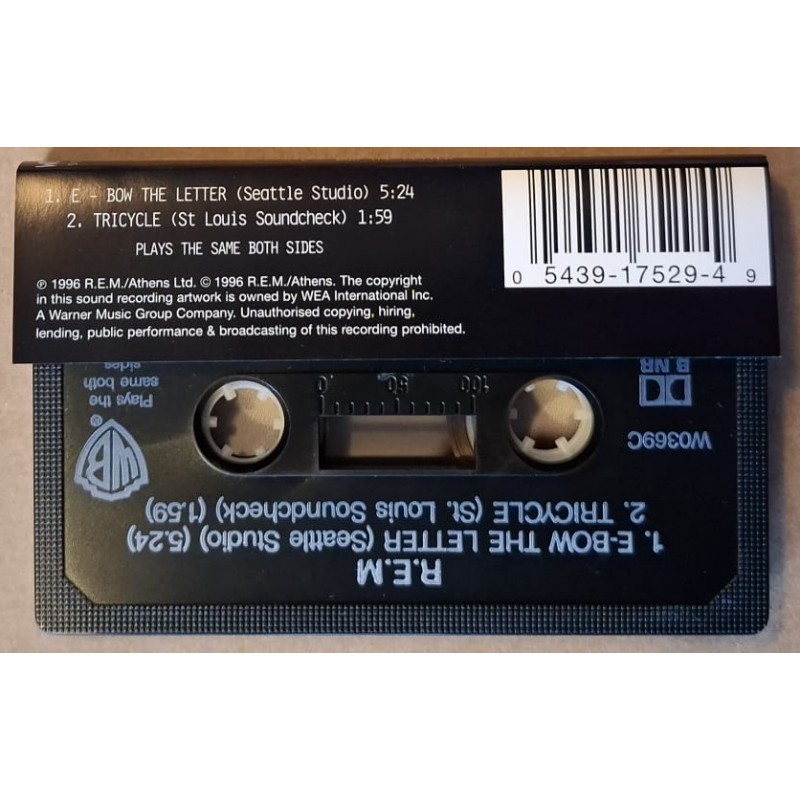 1. E - BOW THE LETTER (Seattle Studio) 5:24
2. TRICYCLE (St Louis Soundcheck) 1:59
PLAYS THE SAME BOTH SIDES
℗ 1996 R.E.M./Athens Ltd. © 1996 R.E.M./Athens. The copyright
in this sound recording artwork is owned by WEA International Inc.
A Warner Music Group Company. Unauthorised copying, hiring,
lending, public performance & broadcasting of this recording prohibited.
0 5439-17529-4 9
R.E.M
1. E-BOW THE LETTER (Seattle Studio) (5.24)
2. TRICYCLE (St. Louis Soundcheck) (1.59)
W0369C
B NR
100 50 0
WB ®
Plays the
same both
sides